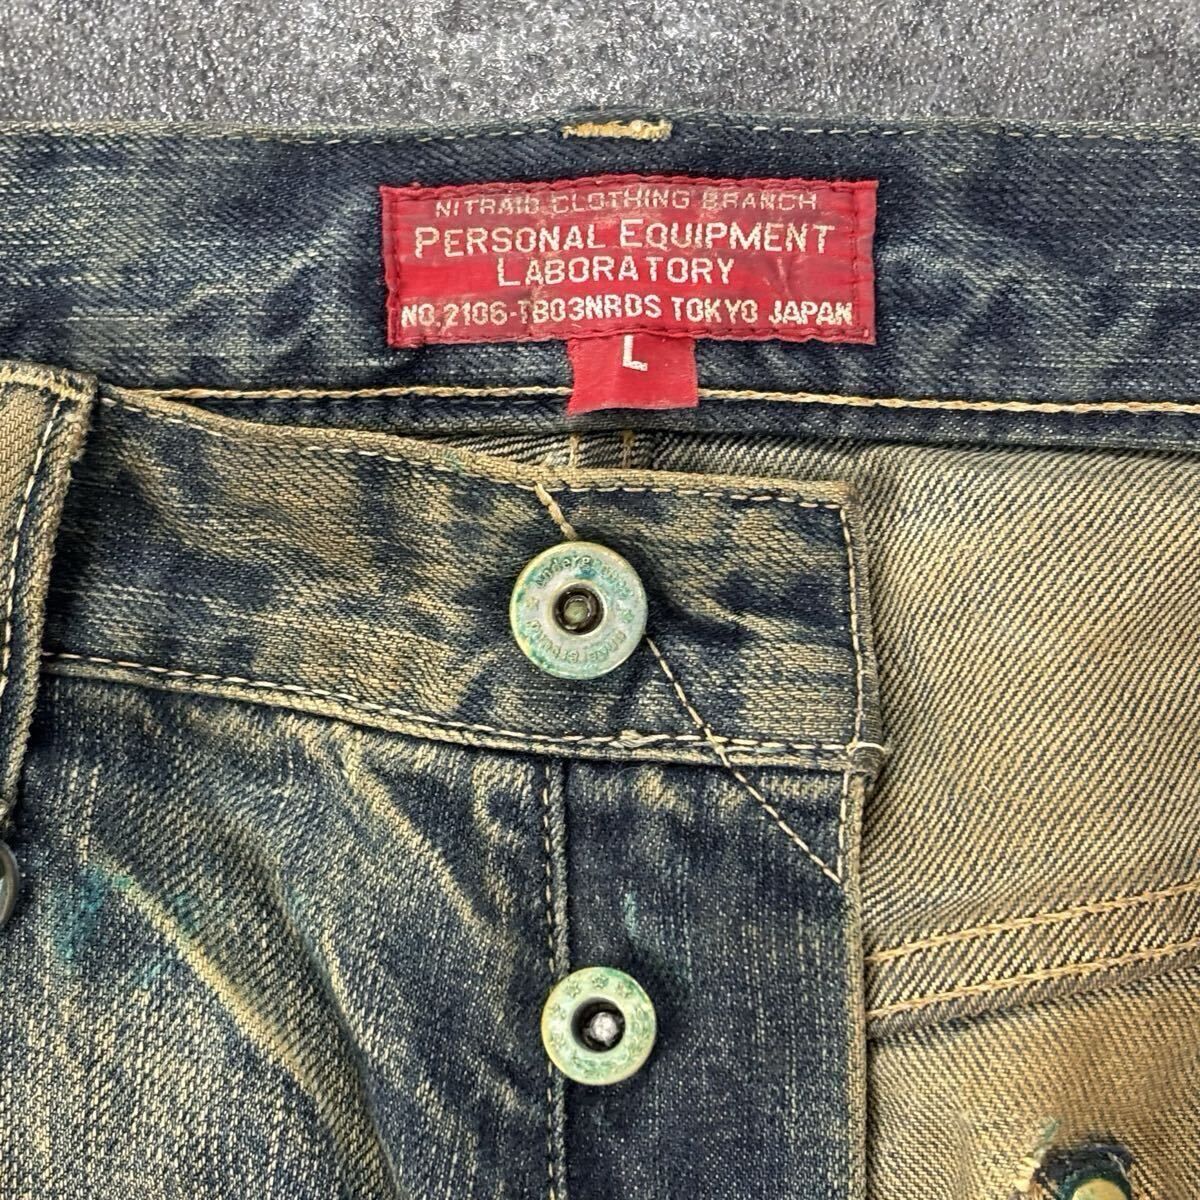 NITRAID CLOTHING BRANCH
PERSONAL EQUIPMENT
LABORATORY
NO.2106-TB03NRDS TOKYO JAPAN
L